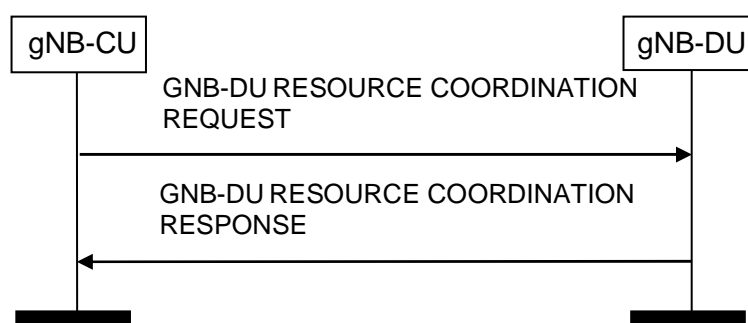 gNB-CU
gNB-DU
GNB-DU RESOURCE COORDINATION
REQUEST
GNB-DU RESOURCE COORDINATION
RESPONSE